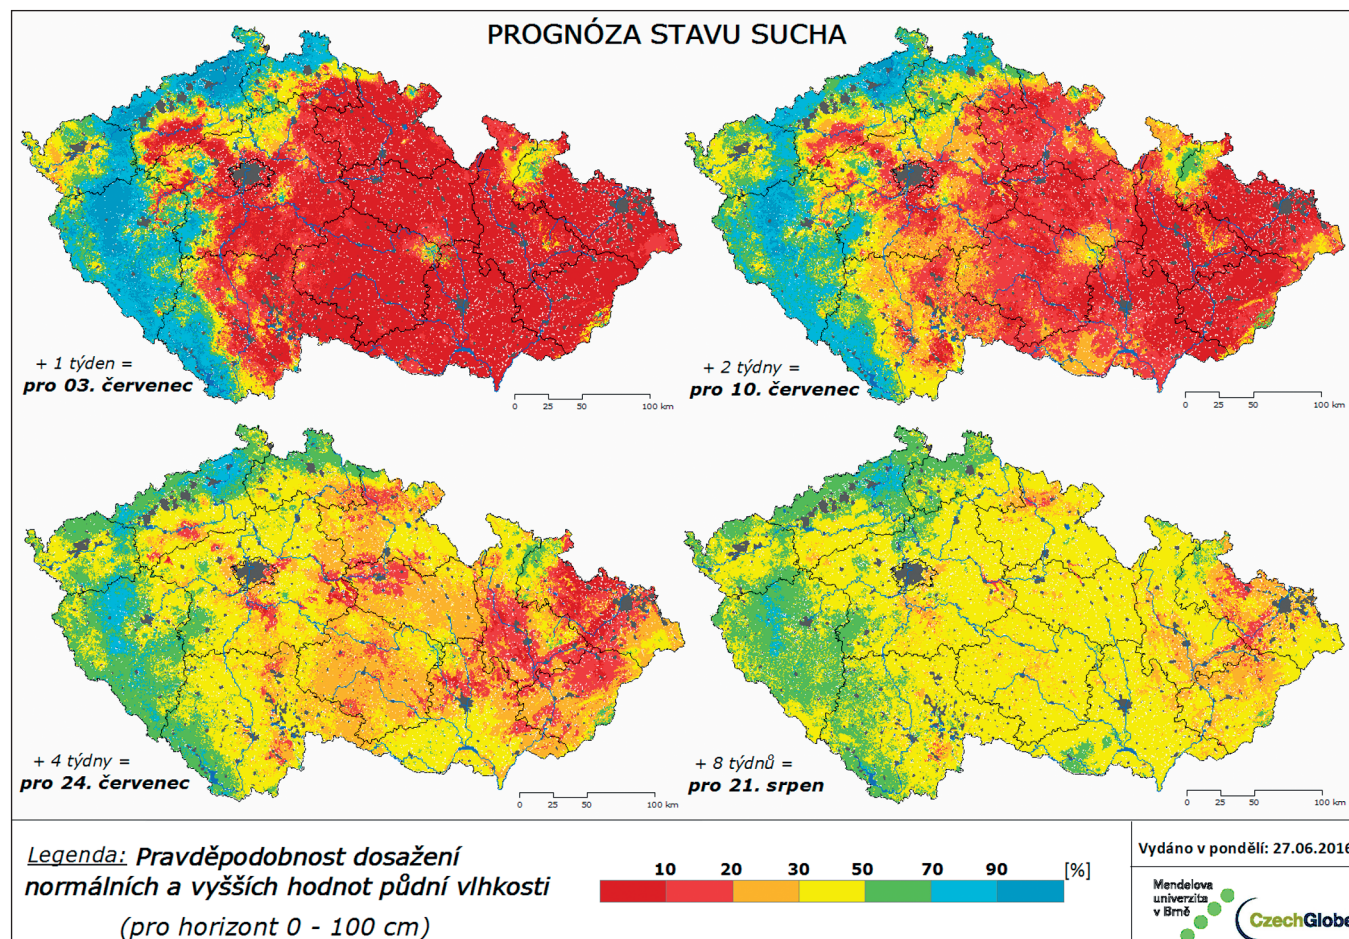 PROGNÓZA STAVU SUCHA
+ 1 týden =
pro 03. červenec
0 25 50 100 km
+ 2 týdny =
pro 10. červenec
0 25 50 100 km
+ 4 týdny =
pro 24. červenec
0 25 50 100 km
+ 8 týdnů =
pro 21. srpen
0 25 50 100 km
Legenda: Pravděpodobnost dosažení
normálních a vyšších hodnot půdní vlhkosti
(pro horizont 0 - 100 cm)
10 20 30 50 70 90 [%]
Vydáno v pondělí: 27.06.2016
Mendelova
univerzita
v Brně
CzechGlobe